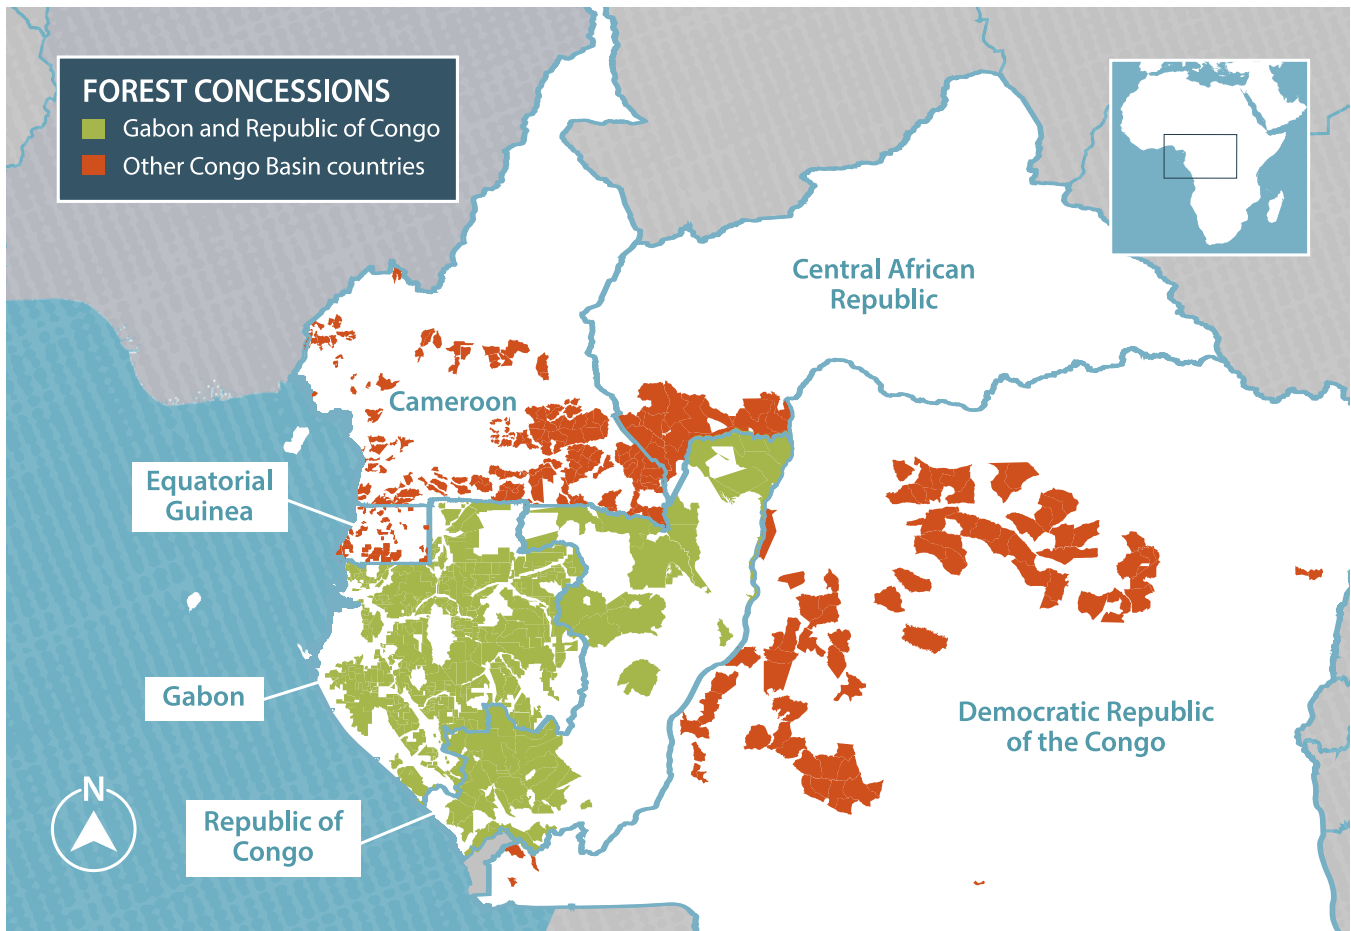 FOREST CONCESSIONS
Gabon and Republic of Congo
Other Congo Basin countries
Central African
Republic
Cameroon
Equatorial
Guinea
Gabon
Democratic Republic
of the Congo
N
Republic of
Congo